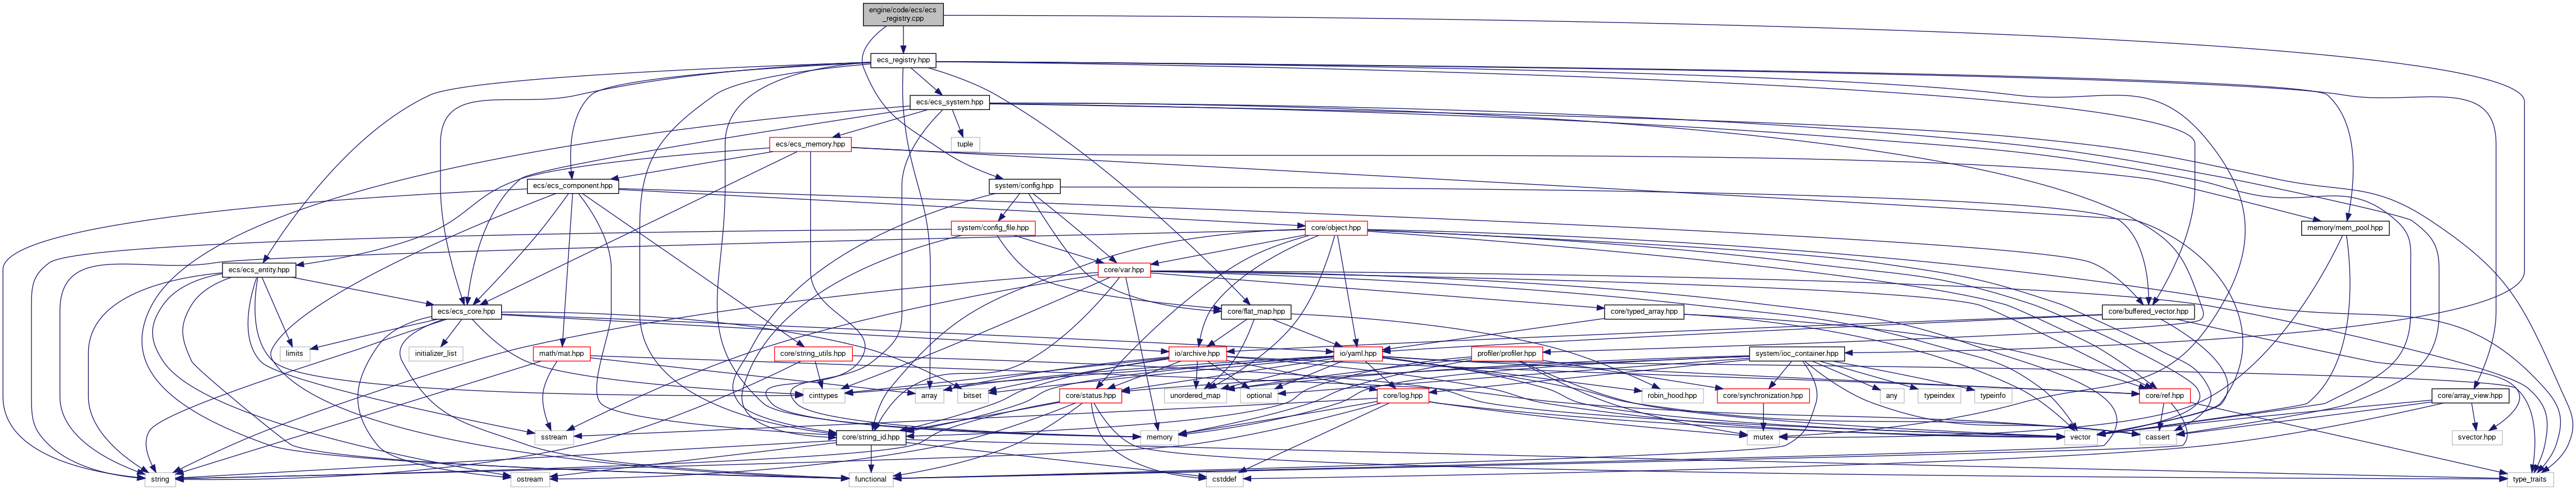 engine/code/ecs/ecs
_registry.cpp
ecs_registry.hpp
ecs/ecs_system.hpp
ecs/ecs_memory.hpp
tuple
ecs/ecs_component.hpp
system/config.hpp
system/config_file.hpp
core/object.hpp
memory/mem_pool.hpp
ecs/ecs_entity.hpp
core/var.hpp
ecs/ecs_core.hpp
core/flat_map.hpp
core/typed_array.hpp
core/buffered_vector.hpp
limits
initializer_list
math/mat.hpp
core/string_utils.hpp
io/archive.hpp
io/yaml.hpp
profiler/profiler.hpp
system/ioc_container.hpp
cinttypes
array
bitset
core/status.hpp
unordered_map
optional
core/log.hpp
robin_hood.hpp
core/synchronization.hpp
any
typeindex
typeinfo
core/ref.hpp
core/array_view.hpp
sstream
core/string_id.hpp
memory
mutex
vector
cassert
svector.hpp
string
ostream
functional
cstddef
type_traits